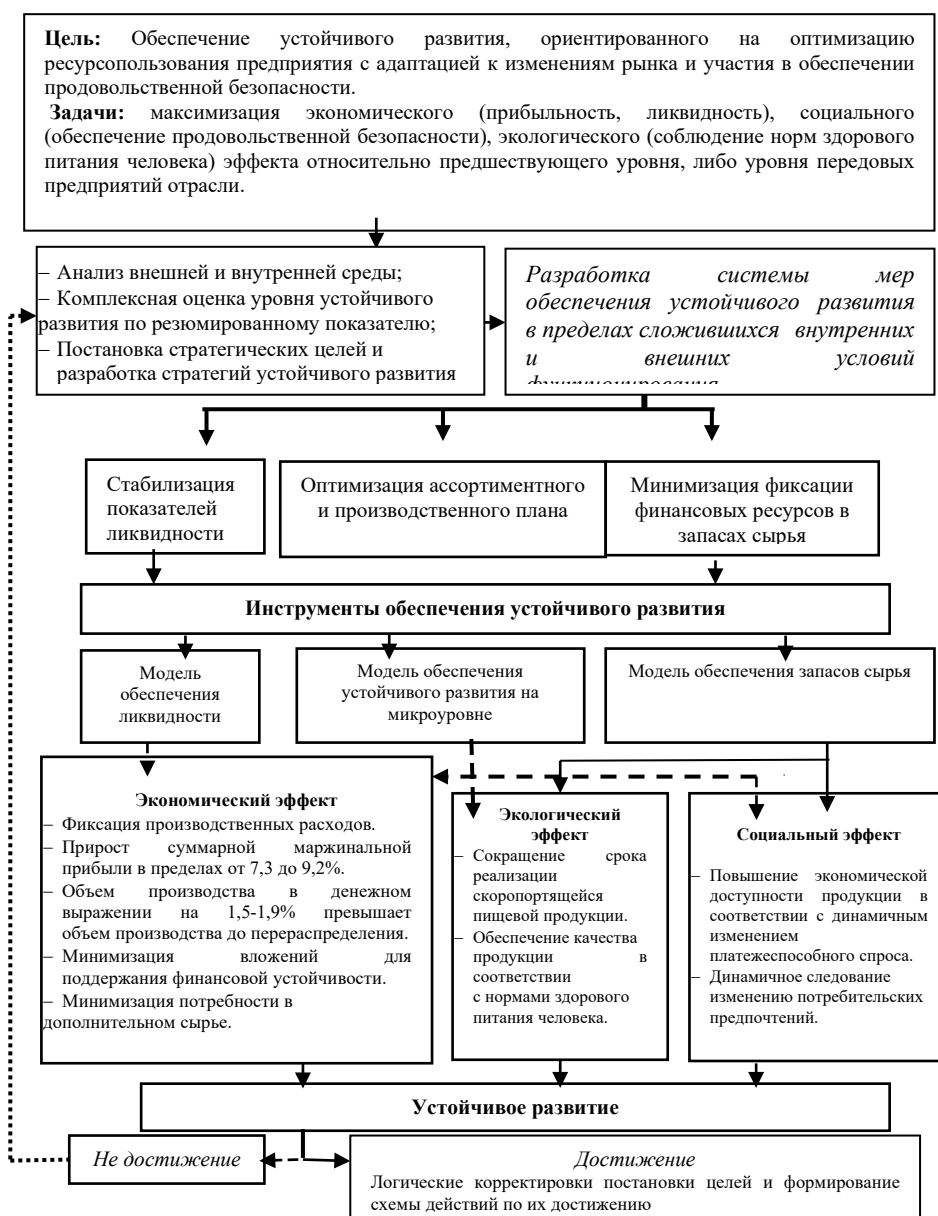 Цель: Обеспечение устойчивого развития, ориентированного на оптимизацию
ресурсопользования предприятия с адаптацией к изменениям рынка и участия в обеспечении
продовольственной безопасности.
Задачи: максимизация экономического (прибыльность, ликвидность), социального
(обеспечение продовольственной безопасности), экологического (соблюдение норм здорового
питания человека) эффекта относительно предшествующего уровня, либо уровня передовых
предприятий отрасли.
– Анализ внешней и внутренней среды;
– Комплексная оценка уровня устойчивого
развития по резюмированному показателю;
– Постановка стратегических целей и
разработка стратегий устойчивого развития
Разработка системы мер
обеспечения устойчивого развития
в пределах сложившихся внутренних
и внешних условий
Стабилизация
показателей
ликвидности
Оптимизация ассортиментного
и производственного плана
Минимизация фиксации
финансовых ресурсов в
запасах сырья
Инструменты обеспечения устойчивого развития
Модель
обеспечения
ликвидности
Модель обеспечения
устойчивого развития на
микроуровне
Модель обеспечения запасов сырья
Экономический эффект
– Фиксация производственных расходов.
– Прирост суммарной маржинальной
прибыли в пределах от 7,3 до 9,2%.
– Объем производства в денежном
выражении на 1,5-1,9% превышает
объем производства до перераспределения.
– Минимизация вложений для
поддержания финансовой устойчивости.
– Минимизация потребности в
дополнительном сырье.
Экологический
эффект
– Сокращение срока
реализации
скоропортящейся
пищевой продукции.
– Обеспечение качества
продукции в
соответствии
с нормами здорового
питания человека.
Социальный эффект
– Повышение экономической
доступности продукции в
соответствии с динамичным
изменением
платежеспособного спроса.
– Динамичное следование
изменению потребительских
предпочтений.
Устойчивое развитие
Не достижение
Достижение
Логические корректировки постановки целей и формирование
схемы действий по их достижению